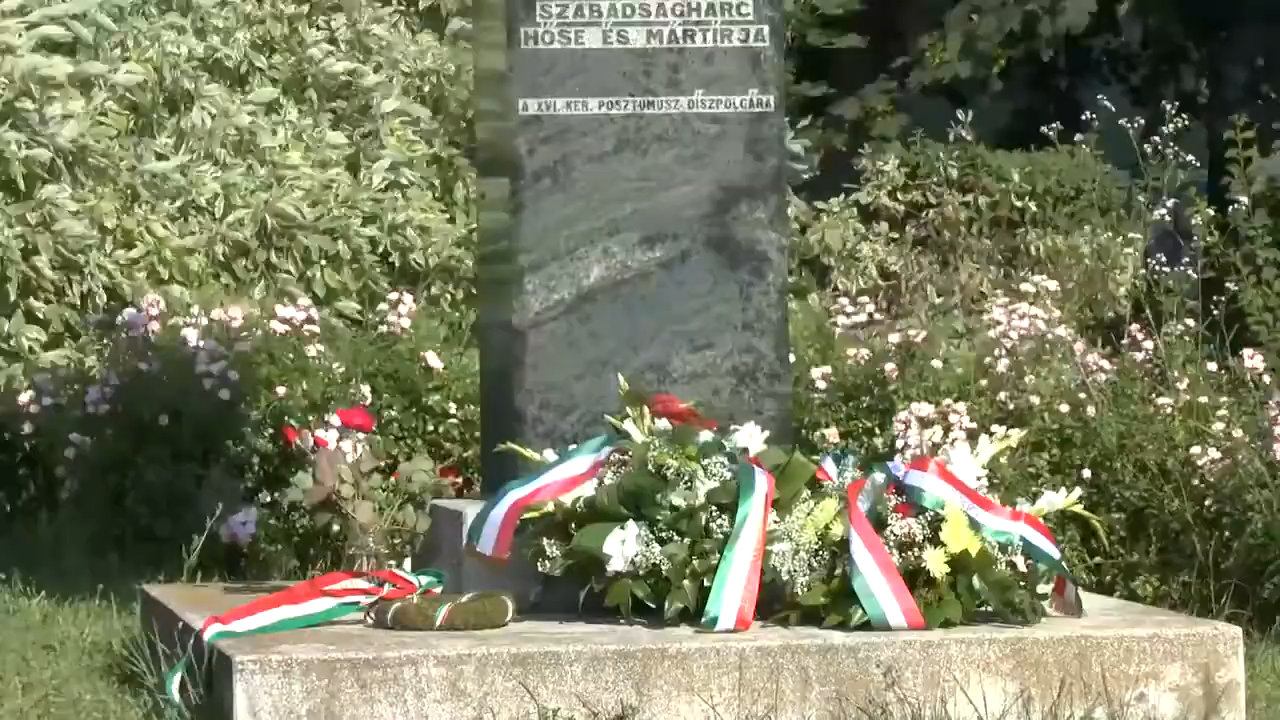 SZABADSÁGHARC
HŐSE ÉS MÁRTÍRJA
A XVI. KER. POSZTUMUSZ DÍSZPOLGÁRA